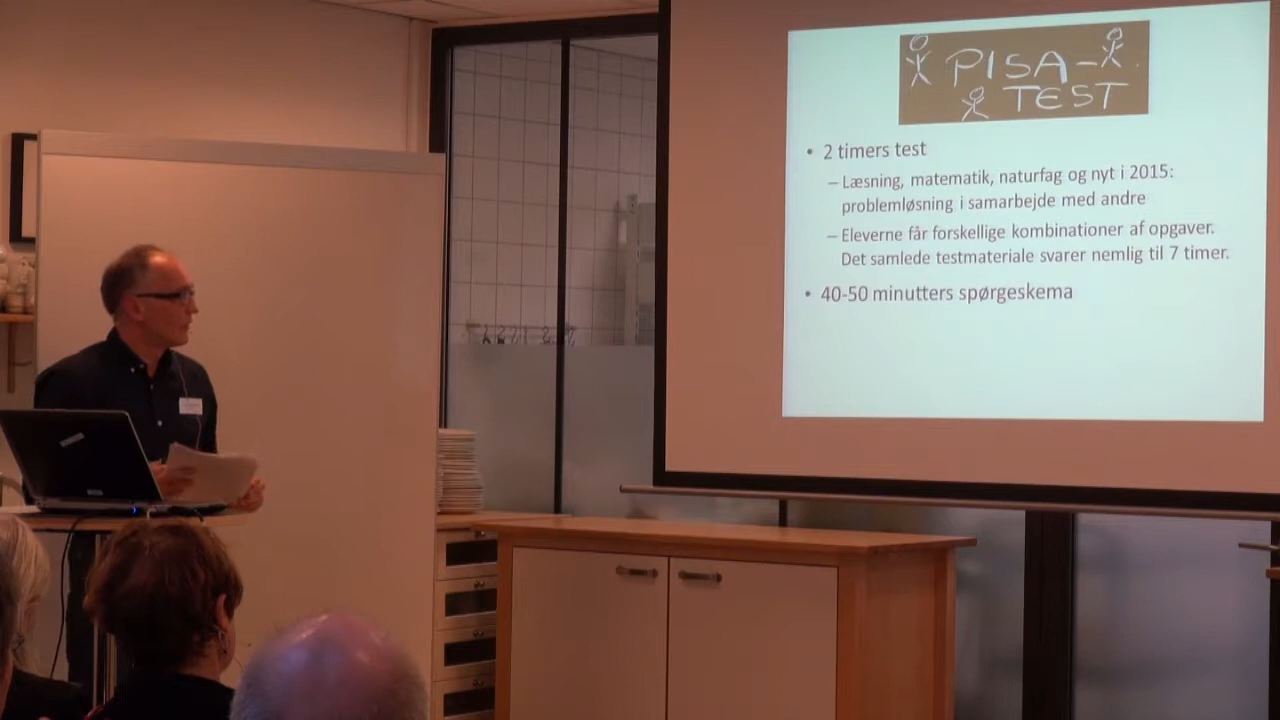 PISA-
TEST
• 2 timers test
– Læsning, matematik, naturfag og nyt i 2015:
problemløsning i samarbejde med andre
– Eleverne får forskellige kombinationer af opgaver.
Det samlede testmateriale svarer nemlig til 7 timer.
• 40-50 minutters spørgeskema